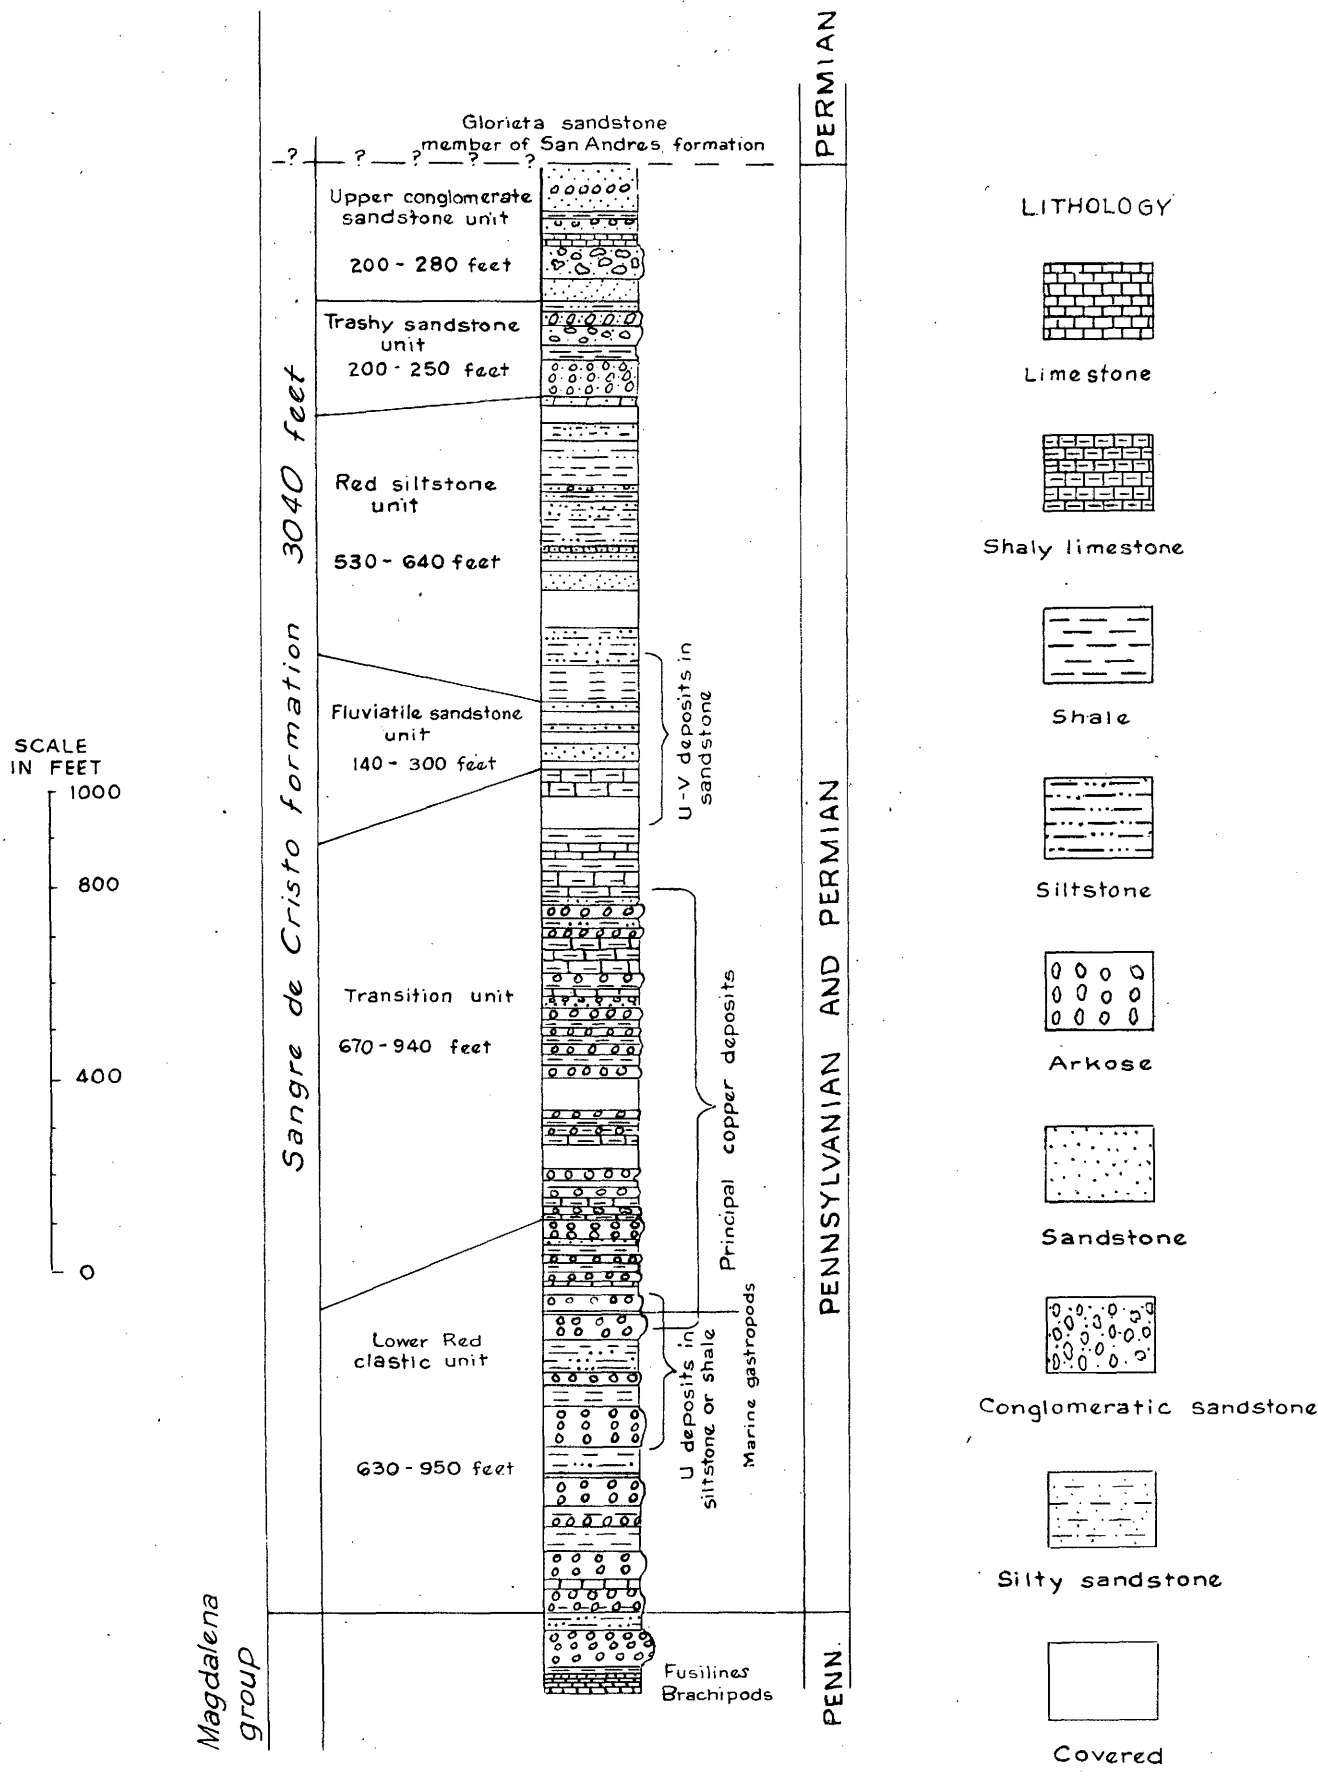 PERMIAN
Glorieta sandstone
member of San Andres formation
? ? ? ? ?
Upper conglomerate
sandstone unit
200 - 280 feet
Trashy sandstone
unit
200 - 250 feet
Red siltstone
unit
530 - 640 feet
Fluviatile sandstone
unit
140 - 300 feet
Transition unit
670 - 940 feet
Lower Red
clastic unit
630 - 950 feet
Sangre de Cristo formation 3040 feet
Magdalena
group
SCALE
IN FEET
1000
800
400
0
U-V deposits in
sandstone
Principal copper deposits
U deposits in
siltstone or shale
Marine gastropods
Fusilines
Brachipods
PENNSYLVANIAN AND PERMIAN
PENN.
LITHOLOGY
Limestone
Shaly limestone
Shale
Siltstone
Arkose
Sandstone
Conglomeratic sandstone
Silty sandstone
Covered